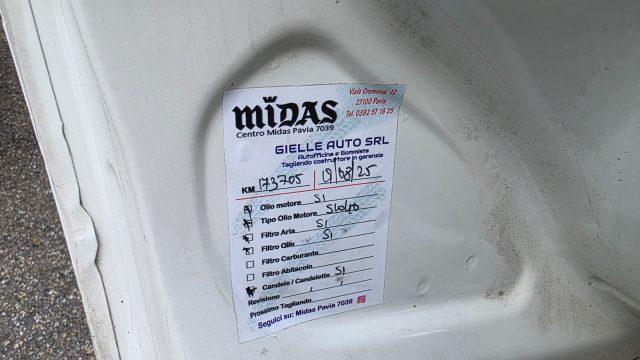 MIDAS
Viale Cremona, 12
27100 Pavia
Tel. 0382 57 16 25
Centro Midas Pavia 7039
GIELLE AUTO SRL
Autofficina e Gommista
Tagliando costruttore in garanzia
KM 173705 19/08/25
Olio motore SI
Tipo Olio Motore 5W40
Filtro Aria SI
Filtro Olio SI
Filtro Carburante
Filtro Abitacolo
Candele / Candelette SI
Revisione /
Prossimo Tagliando
Seguici su: Midas Pavia 7039